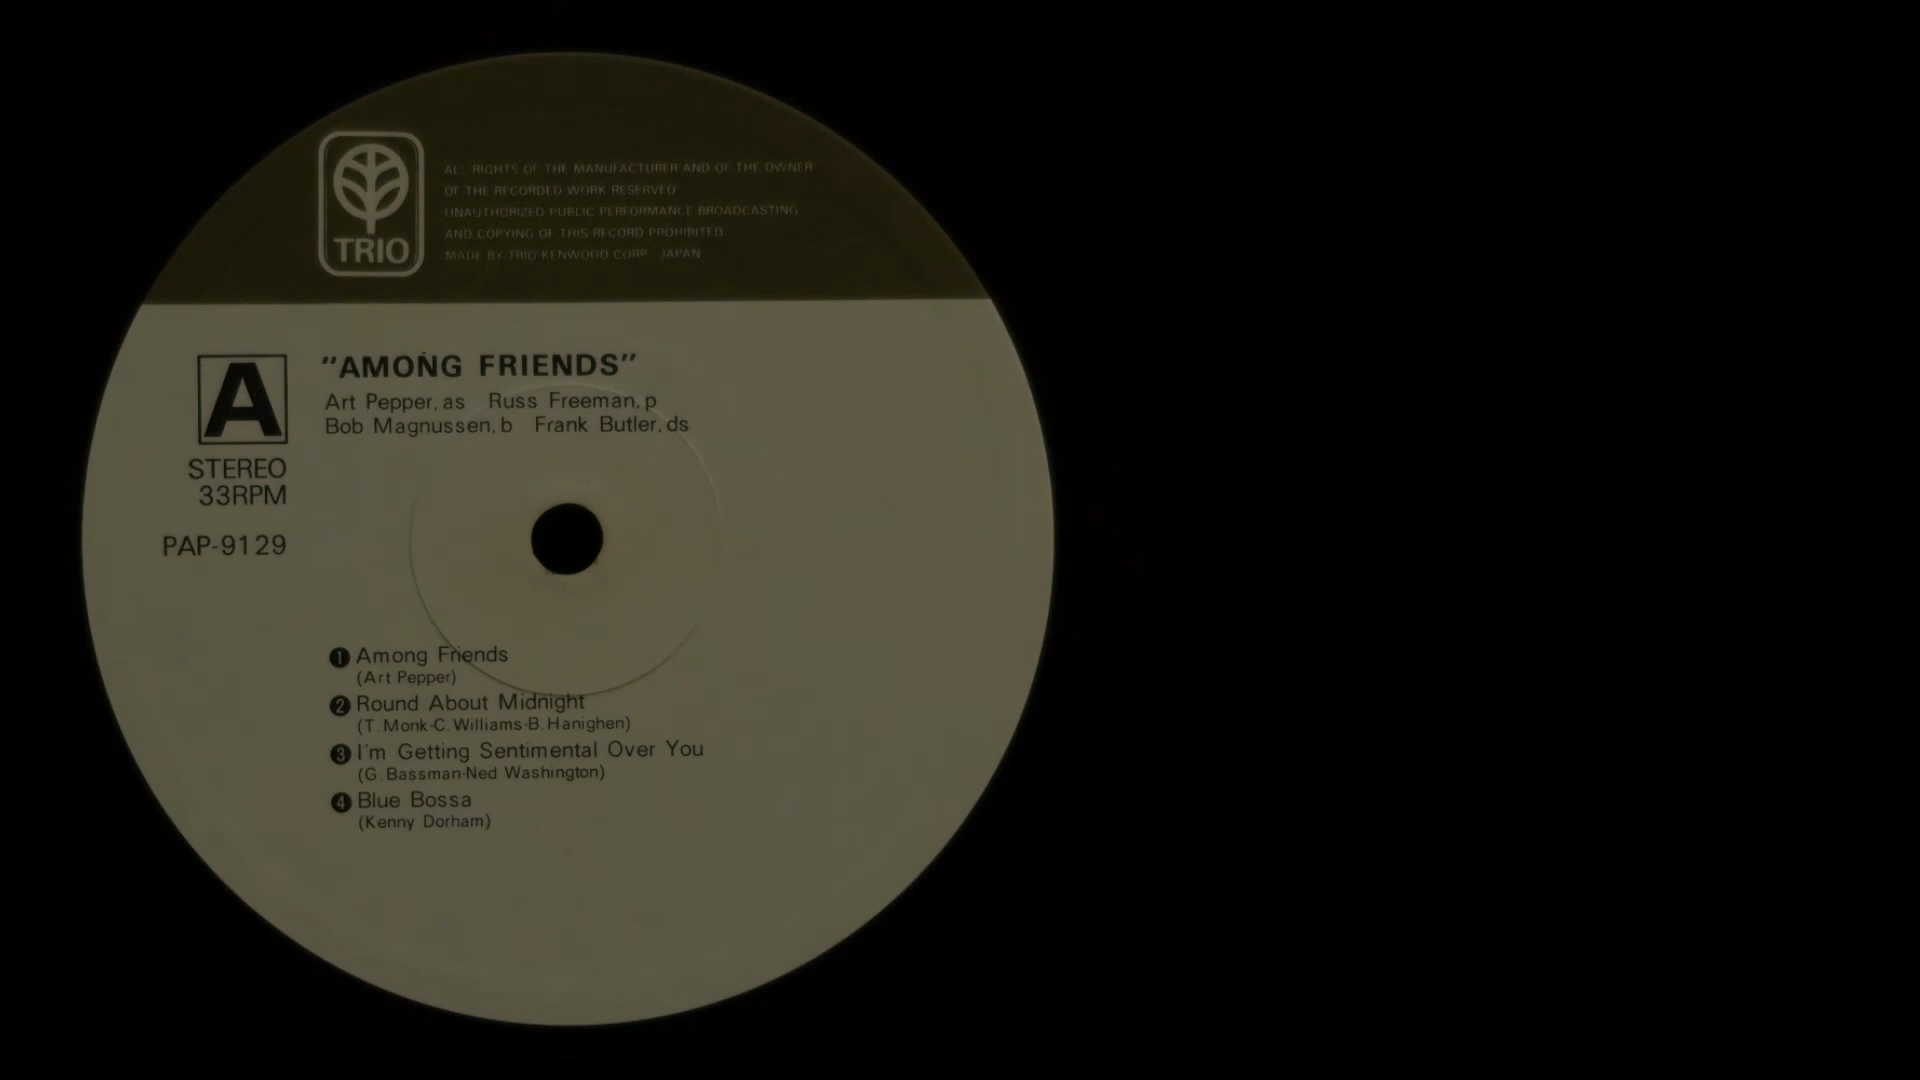 TRIO
ALL RIGHTS OF THE MANUFACTURER AND OF THE OWNER
OF THE RECORDED WORK RESERVED
UNAUTHORIZED PUBLIC PERFORMANCE BROADCASTING
AND COPYING OF THIS RECORD PROHIBITED
MADE BY TRIO KENWOOD CORP. JAPAN
A
STEREO
33RPM
PAP-9129
"AMONG FRIENDS"
Art Pepper, as Russ Freeman, p
Bob Magnussen, b Frank Butler, ds
1 Among Friends
(Art Pepper)
2 Round About Midnight
(T. Monk-C. Williams-B. Hanighen)
3 I'm Getting Sentimental Over You
(G. Bassman-Ned Washington)
4 Blue Bossa
(Kenny Dorham)